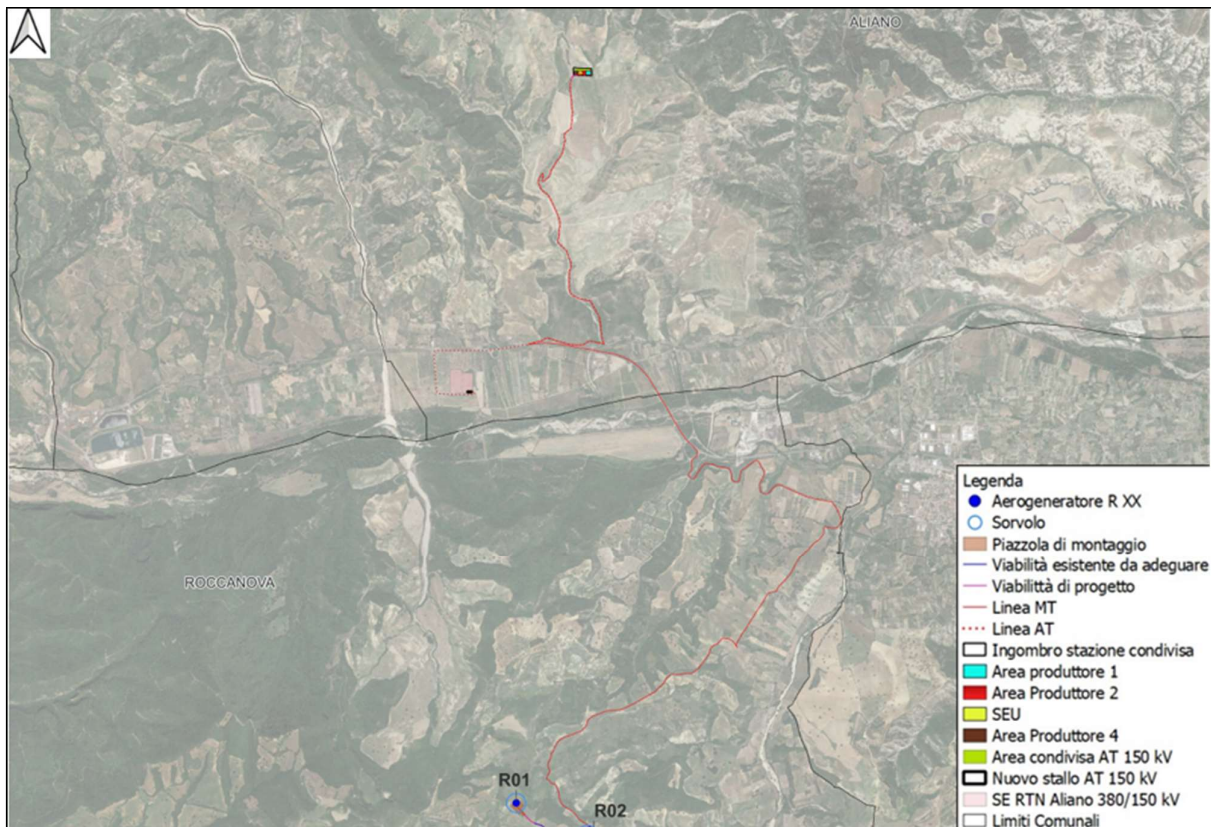 ALIANO
ROCCANOVA
R01
R02
Legenda
Aerogeneratore R XX
Sorvolo
Piazzola di montaggio
Viabilità esistente da adeguare
Viabilittà di progetto
Linea MT
Linea AT
Ingombro stazione condivisa
Area produttore 1
Area Produttore 2
SEU
Area Produttore 4
Area condivisa AT 150 kV
Nuovo stallo AT 150 kV
SE RTN Aliano 380/150 kV
Limiti Comunali